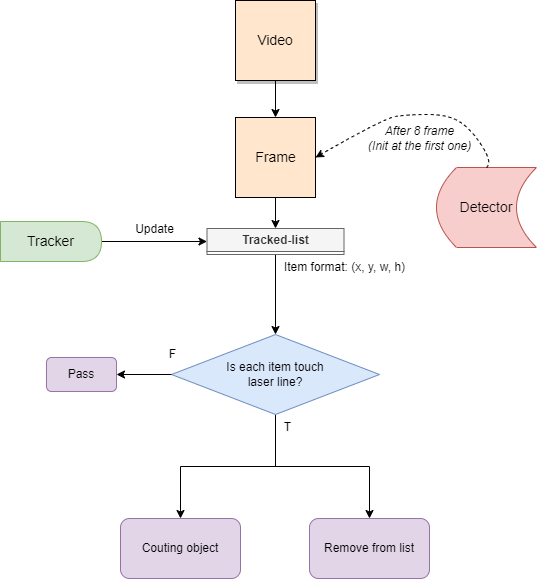 Video
After 8 frame
(Init at the first one)
Frame
Detector
Tracker
Update
Tracked-list
Item format: (x, y, w, h)
F
Is each item touch
laser line?
Pass
T
Couting object
Remove from list